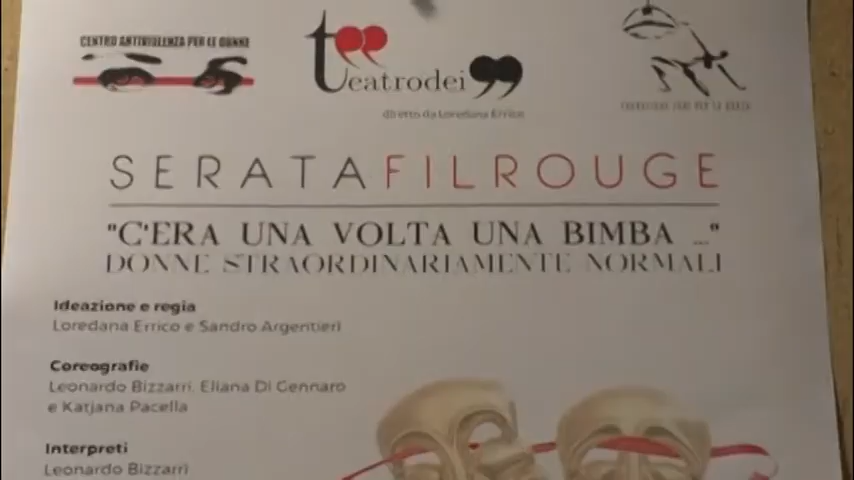 CENTRO ANTIVIOLENZA PER LE DONNE
teatrodei
diretto da Loredana Errico
SERATAFILROUGE
"C'ERA UNA VOLTA UNA BIMBA ..."
DONNE STRAORDINARIAMENTE NORMALI
Ideazione e regia
Loredana Errico e Sandro Argentieri
Coreografie
Leonardo Bizzarri, Eliana Di Gennaro
e Katjana Pacella
Interpreti
Leonardo Bizzarri